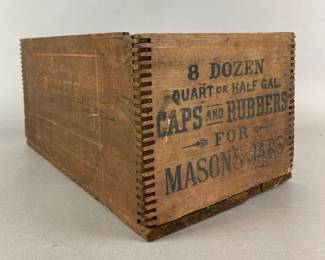 8 DOZEN
QUART OR HALF GAL.
CAPS AND RUBBERS
FOR
MASON'S JARS